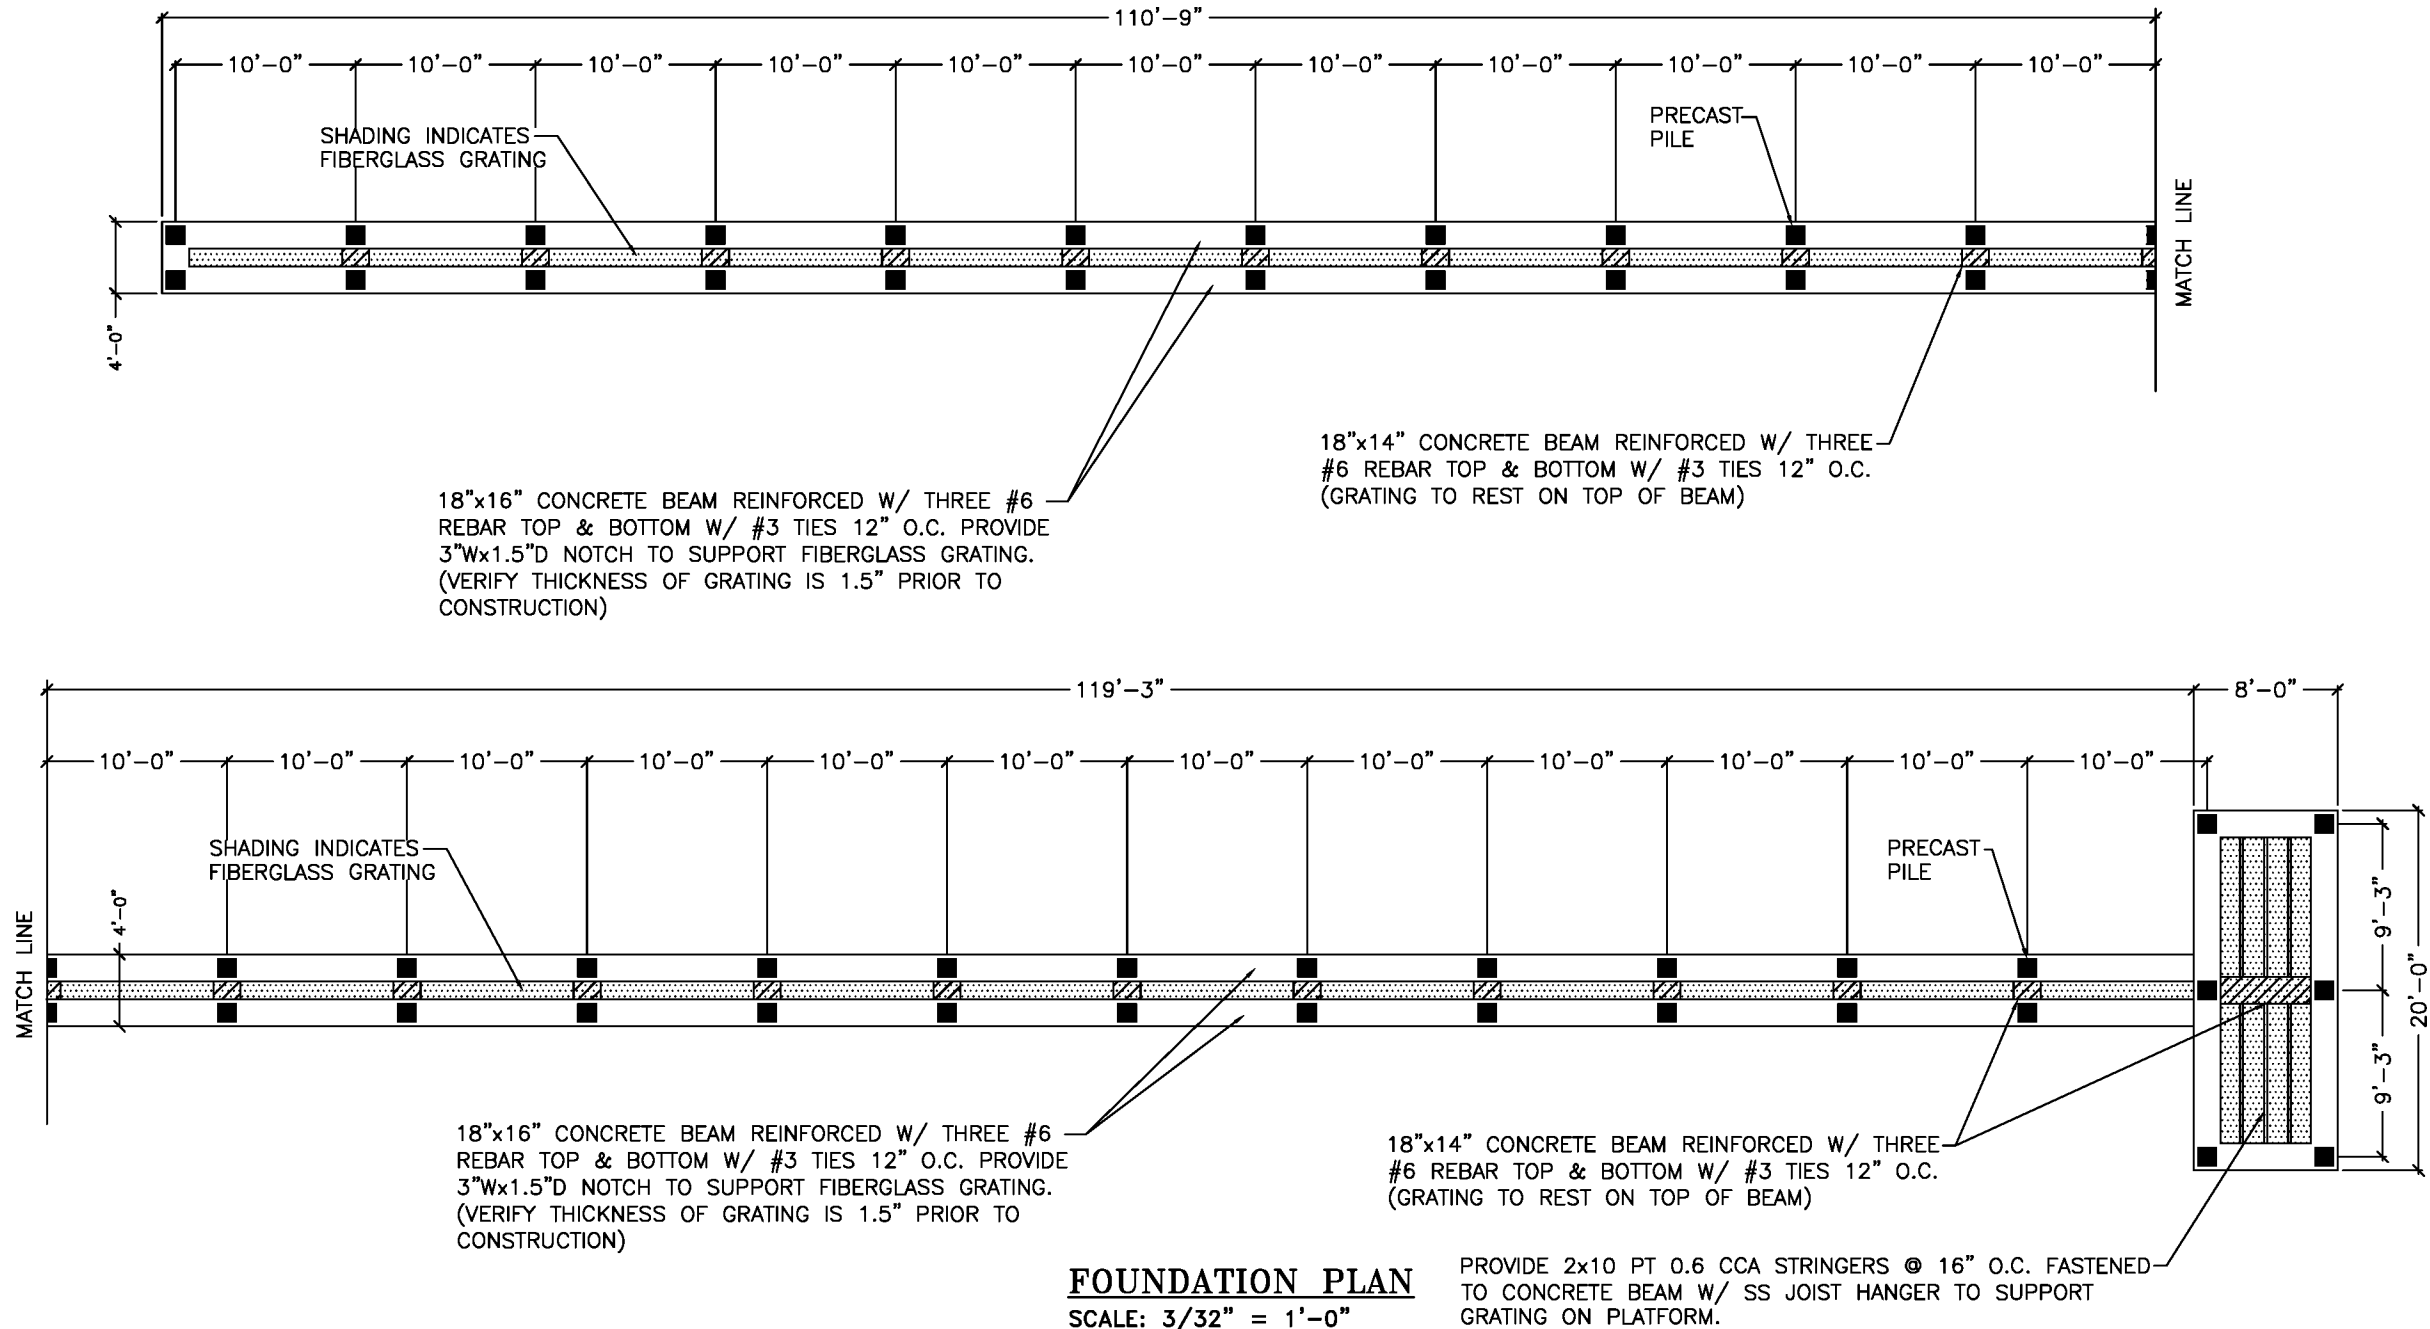 110'-9"
10'-0" 10'-0" 10'-0" 10'-0" 10'-0" 10'-0" 10'-0" 10'-0" 10'-0" 10'-0" 10'-0"
SHADING INDICATES
FIBERGLASS GRATING
PRECAST
PILE
MATCH LINE
4'-0"
18"x16" CONCRETE BEAM REINFORCED W/ THREE #6
REBAR TOP & BOTTOM W/ #3 TIES 12" O.C. PROVIDE
3"Wx1.5"D NOTCH TO SUPPORT FIBERGLASS GRATING.
(VERIFY THICKNESS OF GRATING IS 1.5" PRIOR TO
CONSTRUCTION)
18"x14" CONCRETE BEAM REINFORCED W/ THREE
#6 REBAR TOP & BOTTOM W/ #3 TIES 12" O.C.
(GRATING TO REST ON TOP OF BEAM)
119'-3" 8'-0"
10'-0" 10'-0" 10'-0" 10'-0" 10'-0" 10'-0" 10'-0" 10'-0" 10'-0" 10'-0" 10'-0" 10'-0"
SHADING INDICATES
FIBERGLASS GRATING
PRECAST
PILE
MATCH LINE
4'-0"
9'-3"
20'-0"
9'-3"
18"x16" CONCRETE BEAM REINFORCED W/ THREE #6
REBAR TOP & BOTTOM W/ #3 TIES 12" O.C. PROVIDE
3"Wx1.5"D NOTCH TO SUPPORT FIBERGLASS GRATING.
(VERIFY THICKNESS OF GRATING IS 1.5" PRIOR TO
CONSTRUCTION)
18"x14" CONCRETE BEAM REINFORCED W/ THREE
#6 REBAR TOP & BOTTOM W/ #3 TIES 12" O.C.
(GRATING TO REST ON TOP OF BEAM)
PROVIDE 2x10 PT 0.6 CCA STRINGERS @ 16" O.C. FASTENED
TO CONCRETE BEAM W/ SS JOIST HANGER TO SUPPORT
GRATING ON PLATFORM.
FOUNDATION PLAN
SCALE: 3/32" = 1'-0"